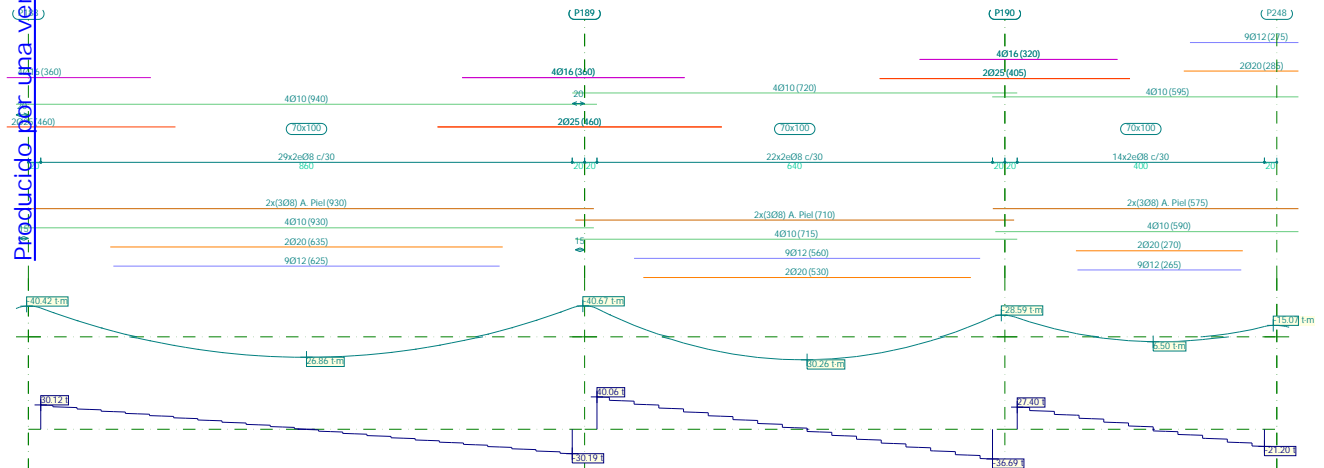 P189
P190
P248
Producido por una ver
9Ø12 (275)
4Ø16 (320)
4Ø16 (360)
4Ø16 (360)
2Ø25 (405)
2Ø20 (285)
4Ø10 (720)
4Ø10 (595)
4Ø10 (940)
20
2Ø25 (460)
2Ø25 (460)
70x100
70x100
70x100
29x2eØ8 c/30
22x2eØ8 c/30
14x2eØ8 c/30
860
20
20
640
20
20
400
20
2x(3Ø8) A. Piel (930)
2x(3Ø8) A. Piel (710)
2x(3Ø8) A. Piel (575)
4Ø10 (930)
4Ø10 (715)
4Ø10 (590)
15
15
2Ø20 (635)
9Ø12 (560)
2Ø20 (270)
9Ø12 (625)
2Ø20 (530)
9Ø12 (265)
-40.42 t·m
-40.67 t·m
-28.59 t·m
-15.07 t·m
26.86 t·m
30.26 t·m
6.50 t·m
30.12 t
40.06 t
27.40 t
-30.19 t
-36.69 t
-21.20 t